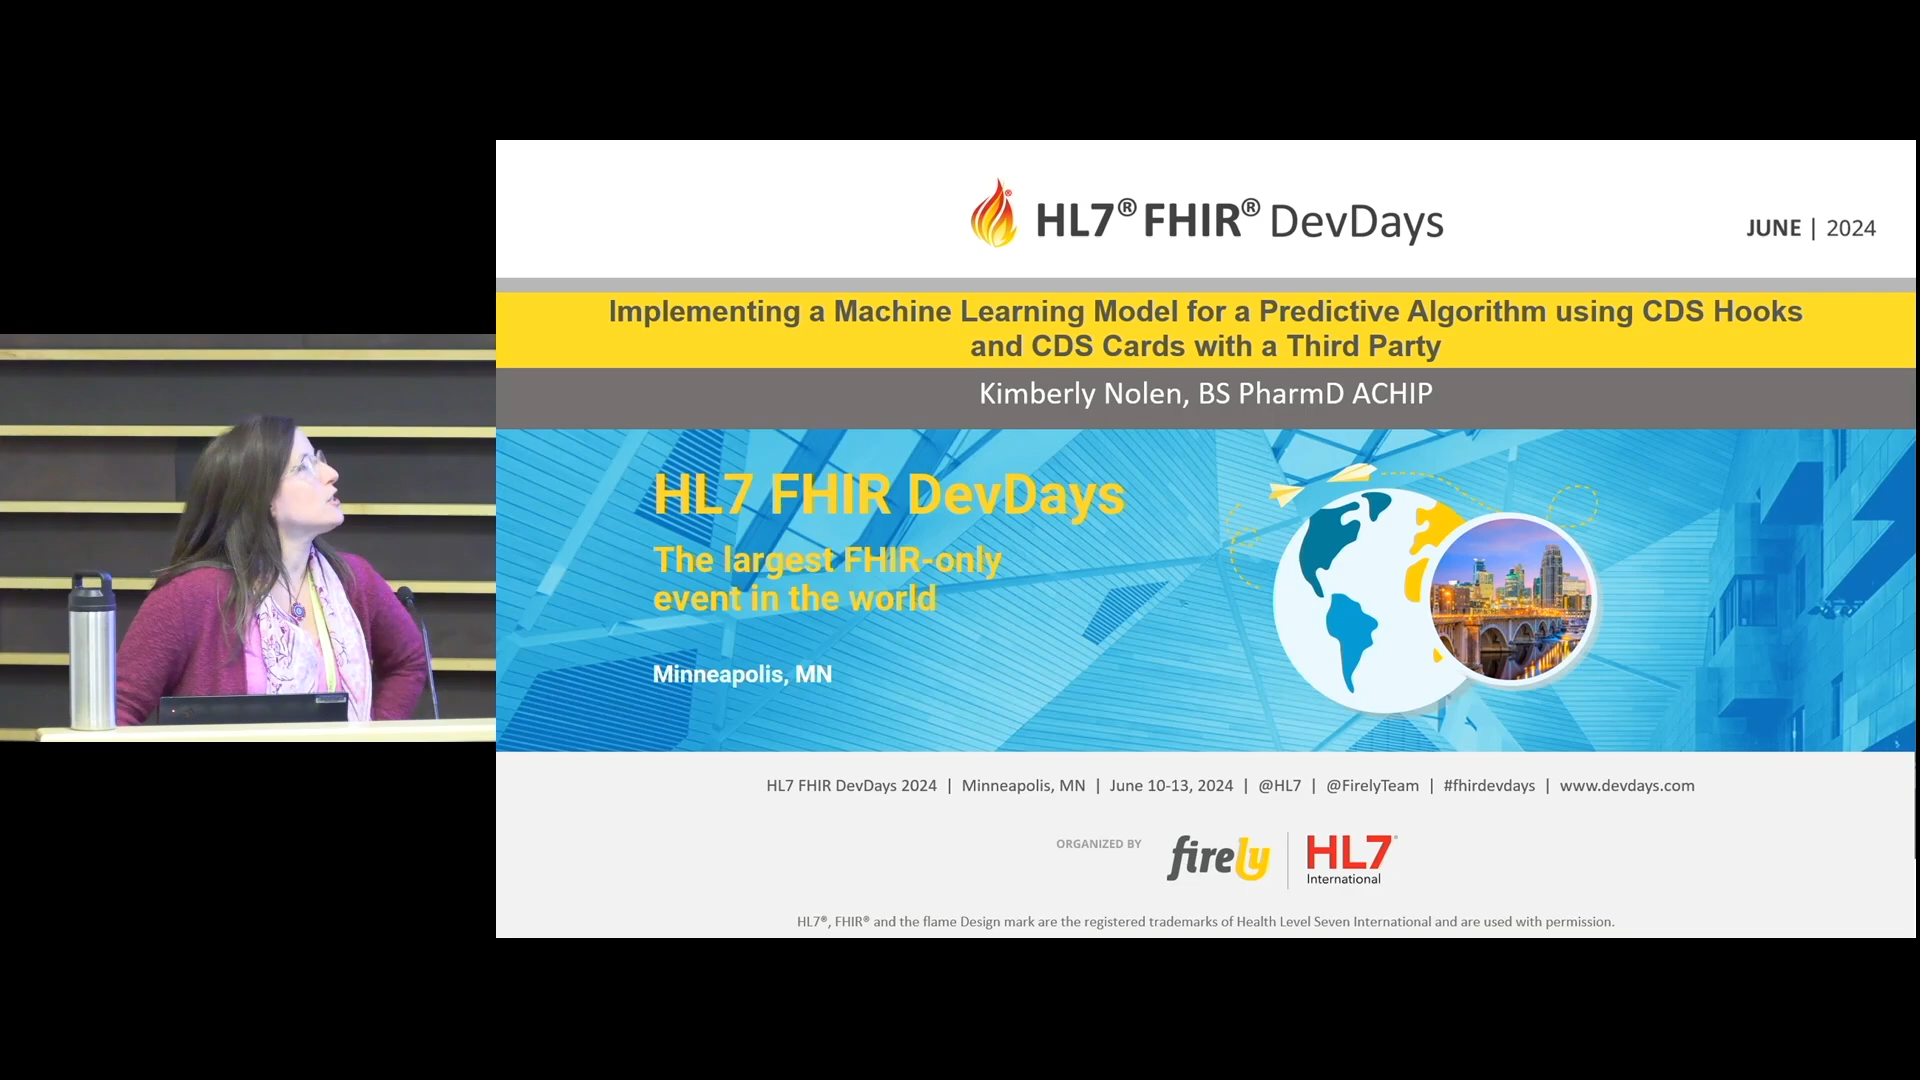 HL7® FHIR® DevDays
JUNE | 2024
Implementing a Machine Learning Model for a Predictive Algorithm using CDS Hooks
and CDS Cards with a Third Party
Kimberly Nolen, BS PharmD ACHIP
HL7 FHIR DevDays
The largest FHIR-only
event in the world
Minneapolis, MN
HL7 FHIR DevDays 2024 | Minneapolis, MN | June 10-13, 2024 | @HL7 | @FirelyTeam | #fhirdevdays | www.devdays.com
ORGANIZED BY
firely
HL7®
International
HL7®, FHIR® and the flame Design mark are the registered trademarks of Health Level Seven International and are used with permission.